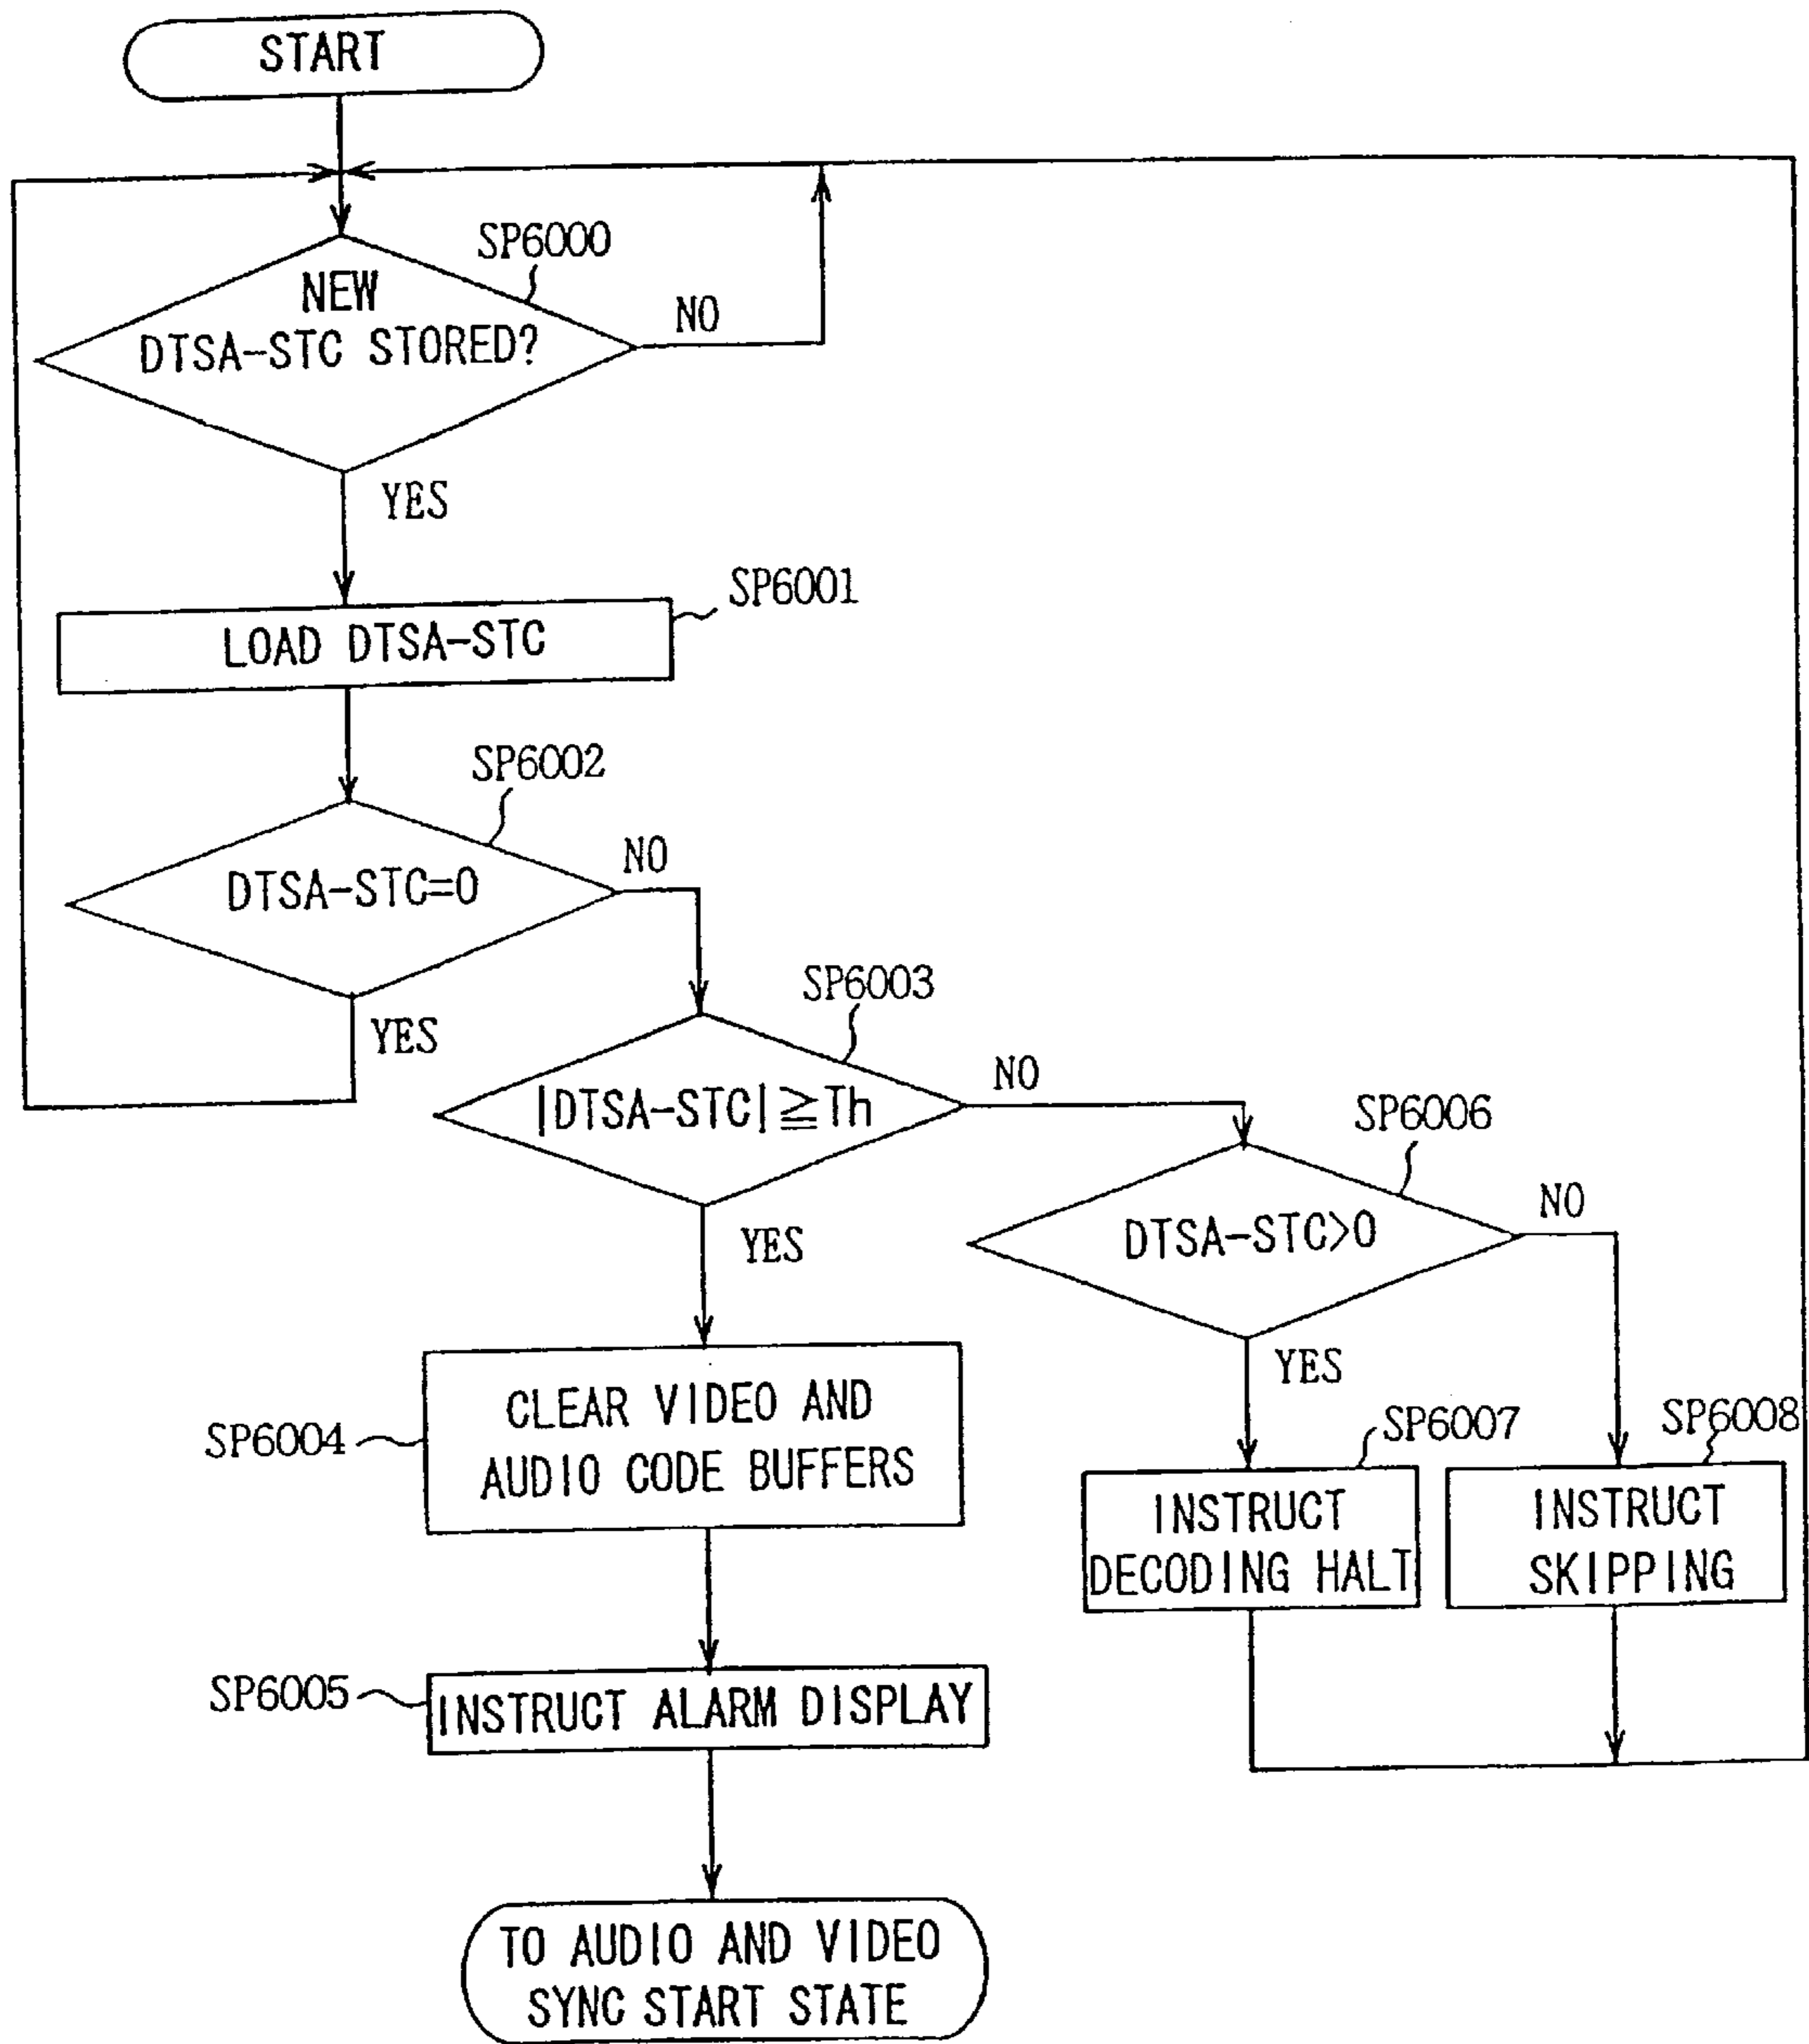 START
SP6000
NEW
DTSA-STC STORED?
NO
YES
SP6001
LOAD DTSA-STC
SP6002
DTSA-STC=0
NO
YES
SP6003
|DTSA-STC|≧Th
NO
YES
SP6006
DTSA-STC>0
NO
YES
SP6004
CLEAR VIDEO AND
AUDIO CODE BUFFERS
SP6007
INSTRUCT
DECODING HALT
SP6008
INSTRUCT
SKIPPING
SP6005
INSTRUCT ALARM DISPLAY
TO AUDIO AND VIDEO
SYNC START STATE